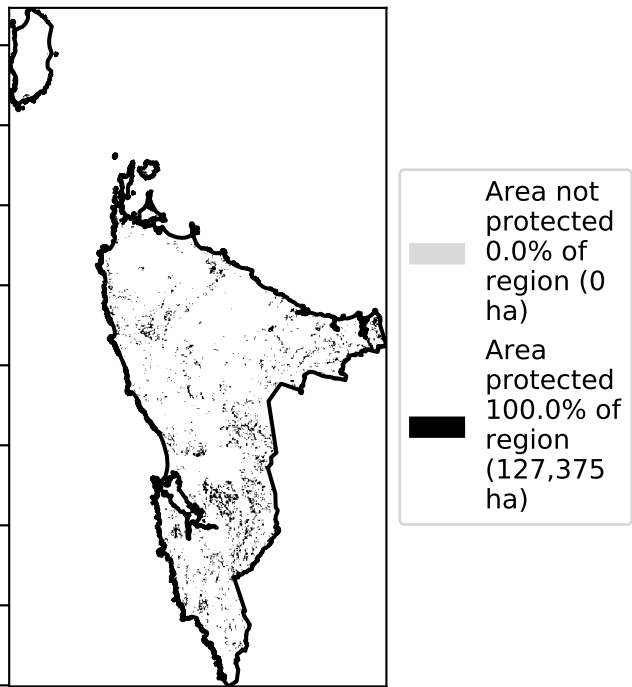 Area not
protected
0.0% of
region (0
ha)
Area
protected
100.0% of
region
(127,375
ha)